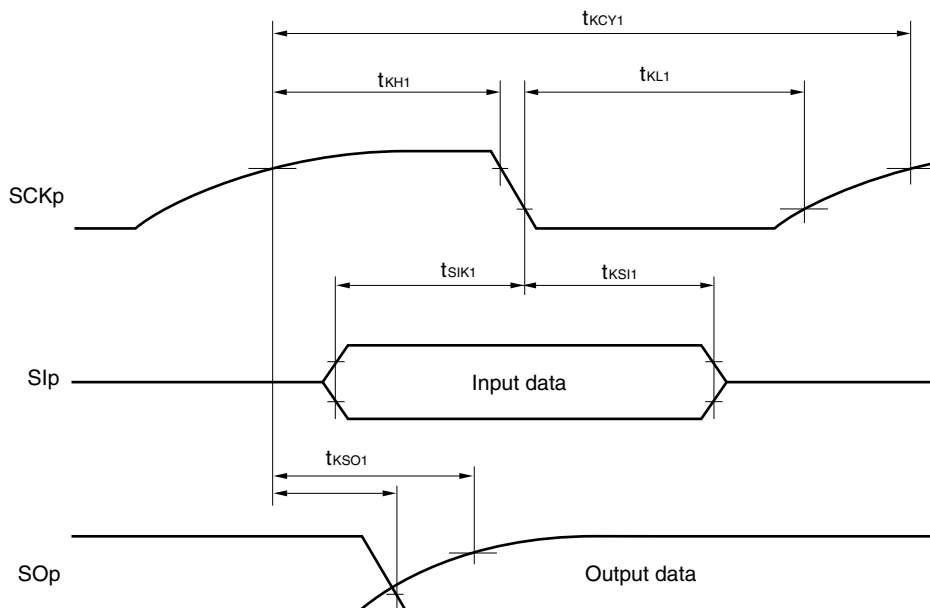 tKCY1
tKH1
tKL1
SCKp
tSIK1
tKSI1
SIp
Input data
tKSO1
SOp
Output data